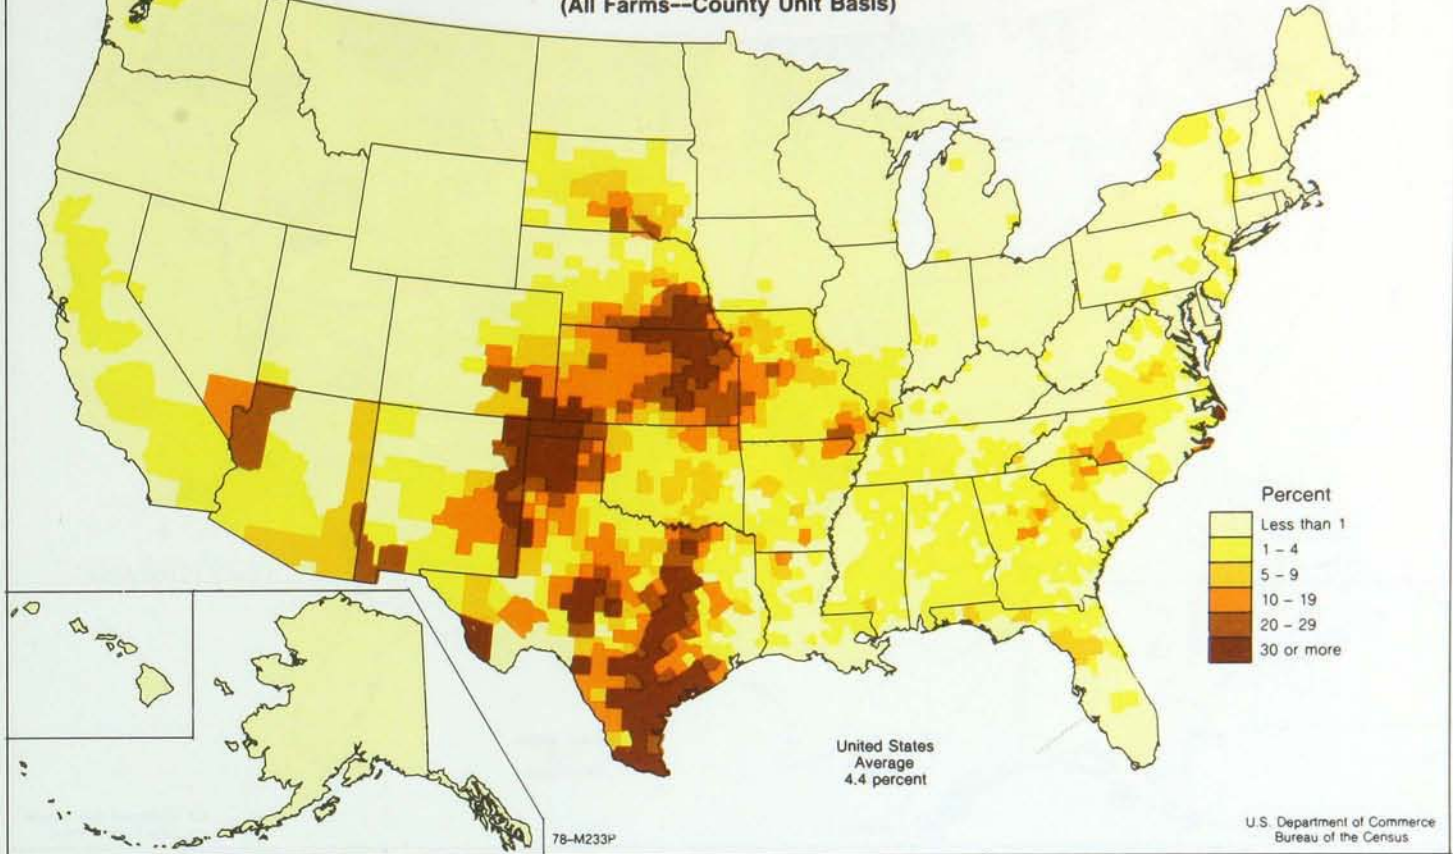 (All Farms--County Unit Basis)
Percent
Less than 1
1 - 4
5 - 9
10 - 19
20 - 29
30 or more
United States
Average
4.4 percent
78-M233P
U.S. Department of Commerce
Bureau of the Census